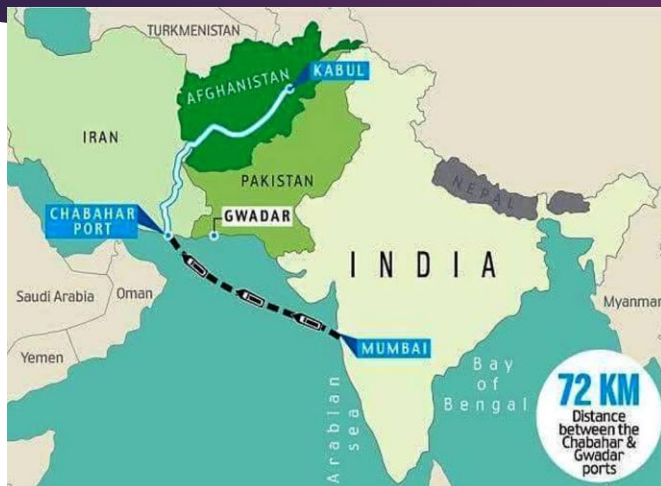 TURKMENISTAN
AFGHANISTAN
KABUL
IRAN
PAKISTAN
CHABAHAR
PORT
GWADAR
NEPAL
INDIA
Saudi Arabia
Oman
Myanmar
Yemen
MUMBAI
Arabian
sea
Bay
of
Bengal
72 KM
Distance
between the
Chabahar &
Gwadar
ports